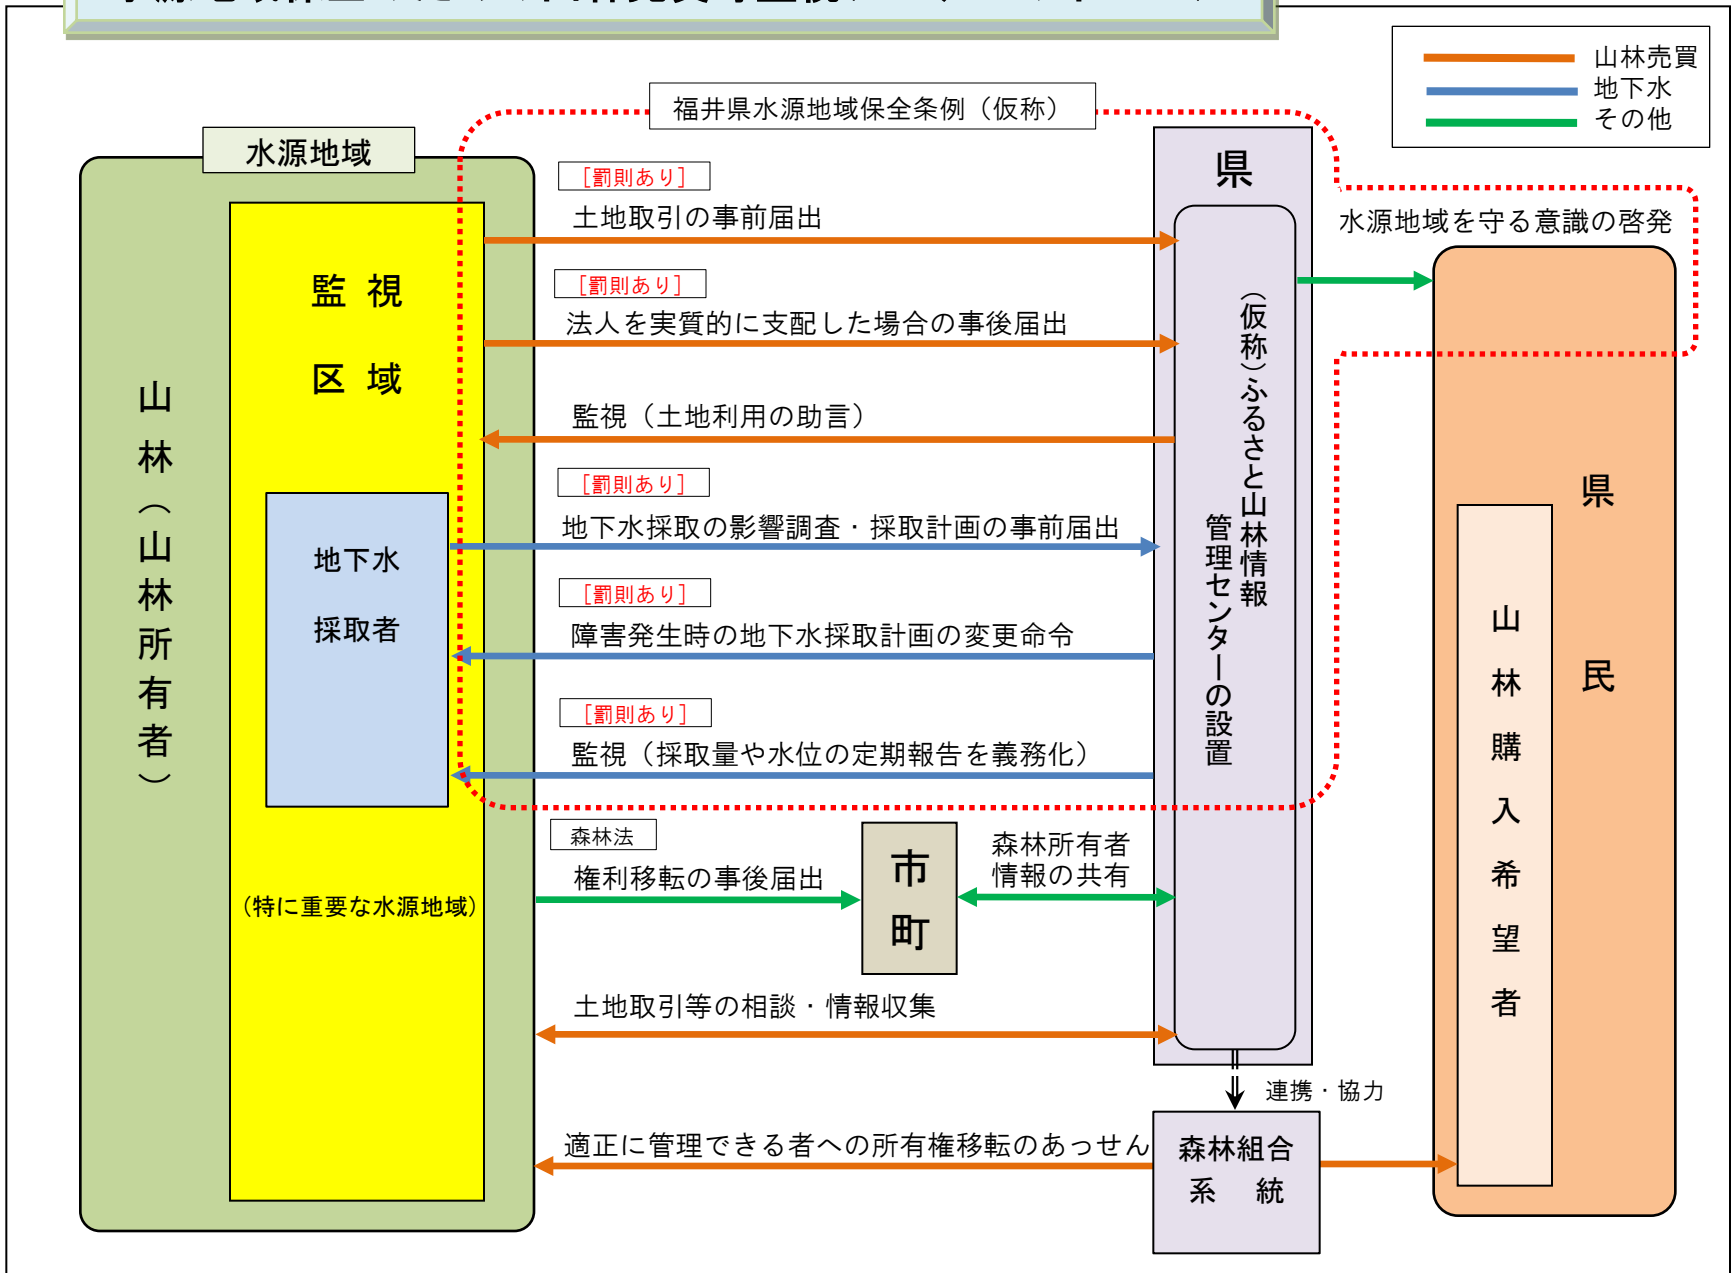 山林売買
地下水
その他
福井県水源地域保全条例（仮称）
水源地域
県
[罰則あり]
土地取引の事前届出
水源地域を守る意識の啓発
監 視
区 域
[罰則あり]
法人を実質的に支配した場合の事後届出
（仮称）ふるさと山林情報
管理センターの設置
山林（山林所有者）
監視（土地利用の助言）
[罰則あり]
地下水採取の影響調査・採取計画の事前届出
県民
地下水
採取者
[罰則あり]
障害発生時の地下水採取計画の変更命令
山林購入希望者
[罰則あり]
監視（採取量や水位の定期報告を義務化）
森林法
権利移転の事後届出
市
町
森林所有者
情報の共有
（特に重要な水源地域）
土地取引等の相談・情報収集
連携・協力
適正に管理できる者への所有権移転のあっせん
森林組合
系　統